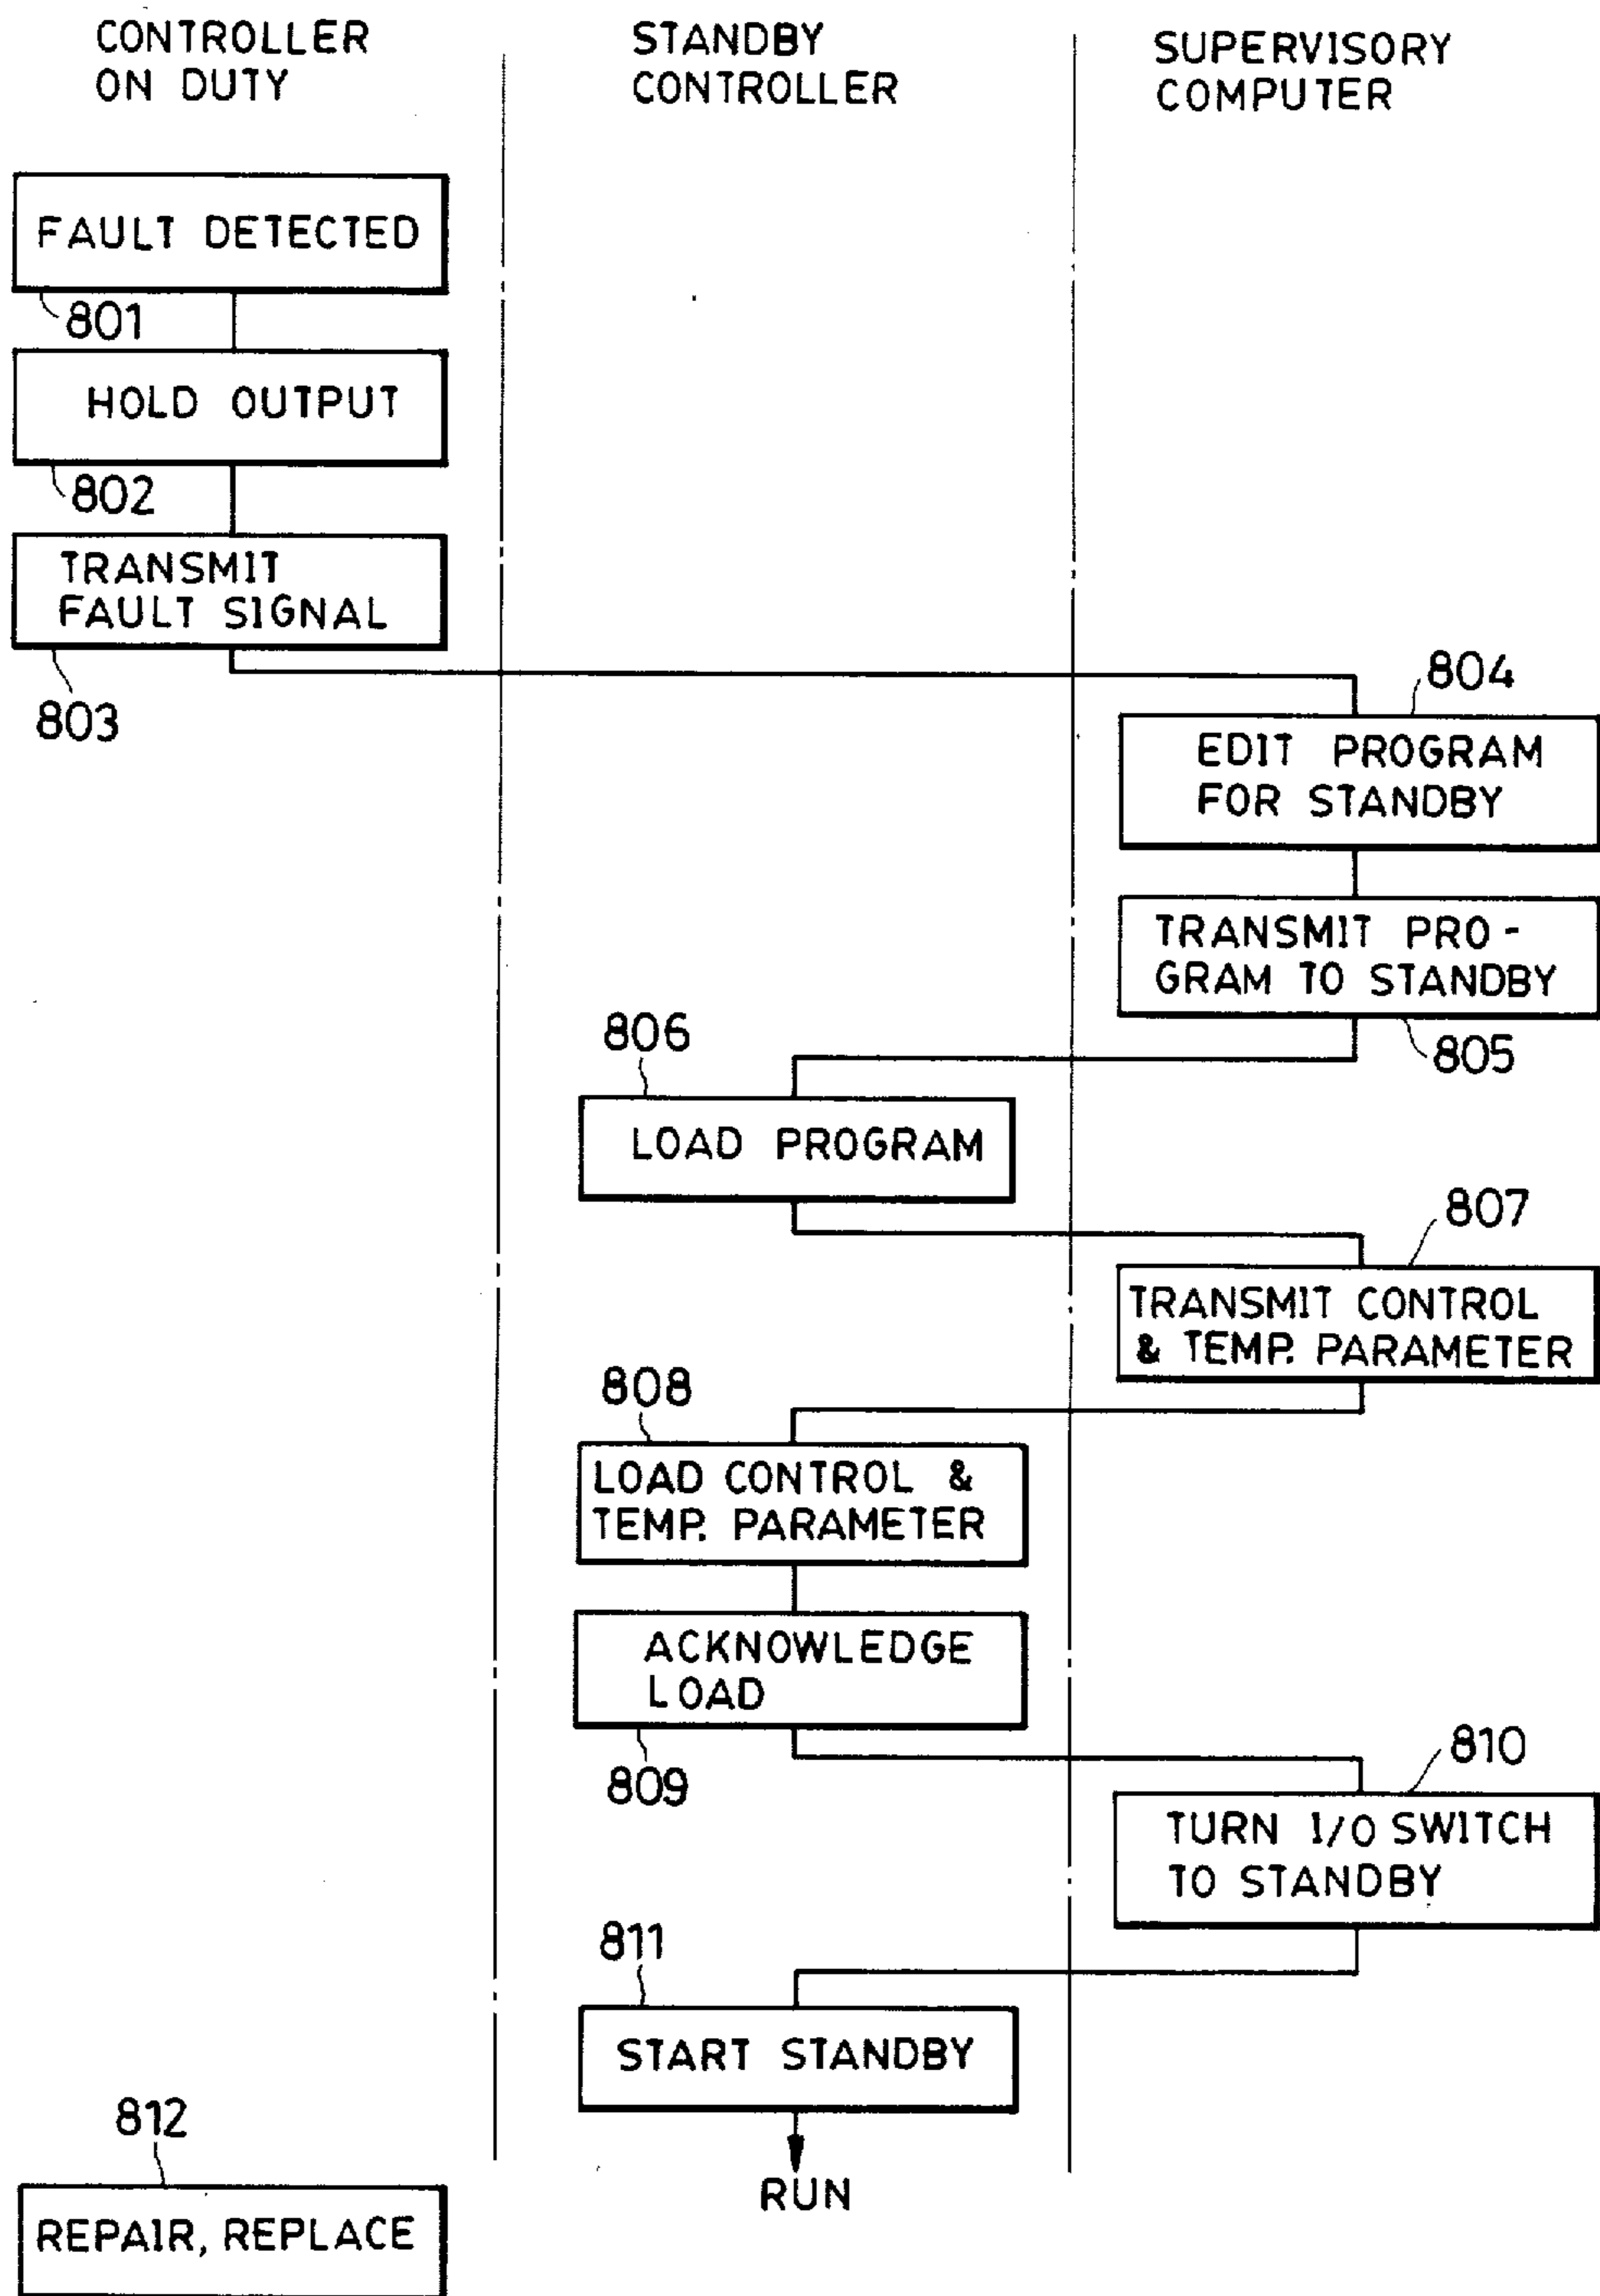 CONTROLLER
ON DUTY
STANDBY
CONTROLLER
SUPERVISORY
COMPUTER
FAULT DETECTED
801
HOLD OUTPUT
802
TRANSMIT
FAULT SIGNAL
803
804
EDIT PROGRAM
FOR STANDBY
TRANSMIT PRO-
GRAM TO STANDBY
805
806
LOAD PROGRAM
807
TRANSMIT CONTROL
& TEMP. PARAMETER
808
LOAD CONTROL &
TEMP. PARAMETER
ACKNOWLEDGE
LOAD
809
810
TURN I/O SWITCH
TO STANDBY
811
START STANDBY
RUN
812
REPAIR, REPLACE